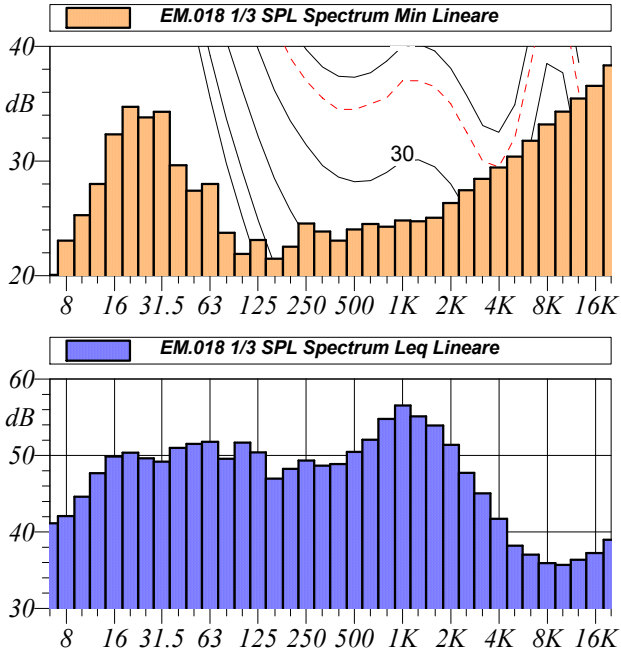 EM.018 1/3 SPL Spectrum Min Lineare
40
dB
30
30
20
8 16 31.5 63 125 250 500 1K 2K 4K 8K 16K
EM.018 1/3 SPL Spectrum Leq Lineare
60
dB
50
40
30
8 16 31.5 63 125 250 500 1K 2K 4K 8K 16K